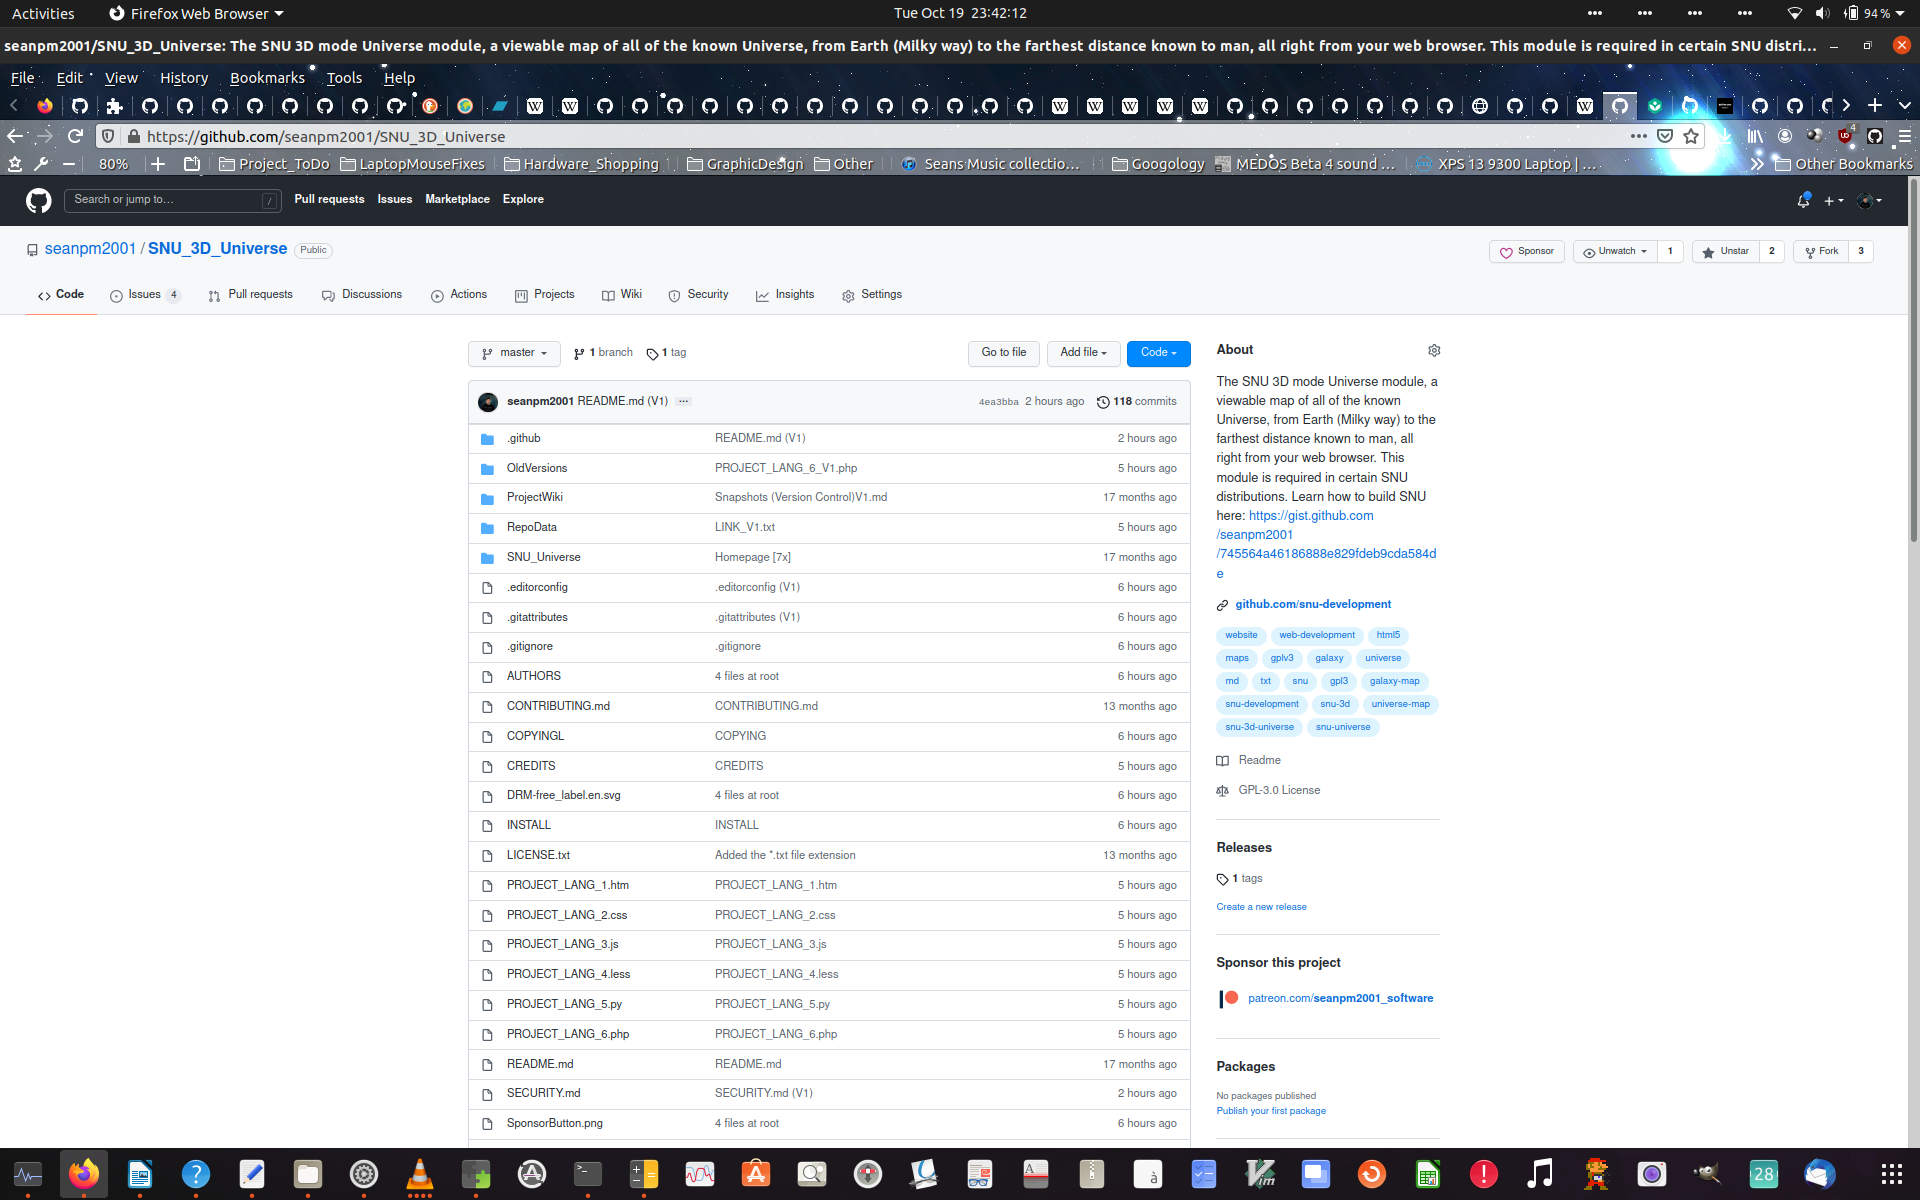 Activities
Firefox Web Browser
Tue Oct 19 23:42:12
94 %
seanpm2001/SNU_3D_Universe: The SNU 3D mode Universe module, a viewable map of all of the known Universe, from Earth (Milky way) to the farthest distance known to man, all right from your web browser. This module is required in certain SNU distri...
File Edit View History Bookmarks Tools Help
https://github.com/seanpm2001/SNU_3D_Universe
80%
Project_ToDo
LaptopMouseFixes
Hardware_Shopping
GraphicDesign
Other
Seans Music collectio...
Googology
MEDOS Beta 4 sound ...
XPS 13 9300 Laptop | ...
Other Bookmarks
Search or jump to...
/
Pull requests
Issues
Marketplace
Explore
seanpm2001 / SNU_3D_Universe
Public
Sponsor
Unwatch 1
Unstar 2
Fork 3
Code
Issues 4
Pull requests
Discussions
Actions
Projects
Wiki
Security
Insights
Settings
master
1 branch
1 tag
Go to file
Add file
Code
seanpm2001 README.md (V1) ...
4ea3bba 2 hours ago
118 commits
.github README.md (V1) 2 hours ago
OldVersions PROJECT_LANG_6_V1.php 5 hours ago
ProjectWiki Snapshots (Version Control)V1.md 17 months ago
RepoData LINK_V1.txt 5 hours ago
SNU_Universe Homepage [7x] 17 months ago
.editorconfig .editorconfig (V1) 6 hours ago
.gitattributes .gitattributes (V1) 6 hours ago
.gitignore .gitignore 6 hours ago
AUTHORS 4 files at root 6 hours ago
CONTRIBUTING.md CONTRIBUTING.md 13 months ago
COPYINGL COPYING 6 hours ago
CREDITS CREDITS 5 hours ago
DRM-free_label.en.svg 4 files at root 6 hours ago
INSTALL INSTALL 6 hours ago
LICENSE.txt Added the *.txt file extension 13 months ago
PROJECT_LANG_1.htm PROJECT_LANG_1.htm 5 hours ago
PROJECT_LANG_2.css PROJECT_LANG_2.css 5 hours ago
PROJECT_LANG_3.js PROJECT_LANG_3.js 5 hours ago
PROJECT_LANG_4.less PROJECT_LANG_4.less 5 hours ago
PROJECT_LANG_5.py PROJECT_LANG_5.py 5 hours ago
PROJECT_LANG_6.php PROJECT_LANG_6.php 5 hours ago
README.md README.md 17 months ago
SECURITY.md SECURITY.md (V1) 2 hours ago
SponsorButton.png 4 files at root 6 hours ago
About
The SNU 3D mode Universe module, a
viewable map of all of the known
Universe, from Earth (Milky way) to the
farthest distance known to man, all
right from your web browser. This
module is required in certain SNU
distributions. Learn how to build SNU
here: https://gist.github.com
/seanpm2001
/745564a46186888e829fdeb9cda584d
e
github.com/snu-development
website web-development html5
maps gplv3 galaxy universe
md txt snu gpl3 galaxy-map
snu-development snu-3d universe-map
snu-3d-universe snu-universe
Readme
GPL-3.0 License
Releases
1 tags
Create a new release
Sponsor this project
patreon.com/seanpm2001_software
Packages
No packages published
Publish your first package
28